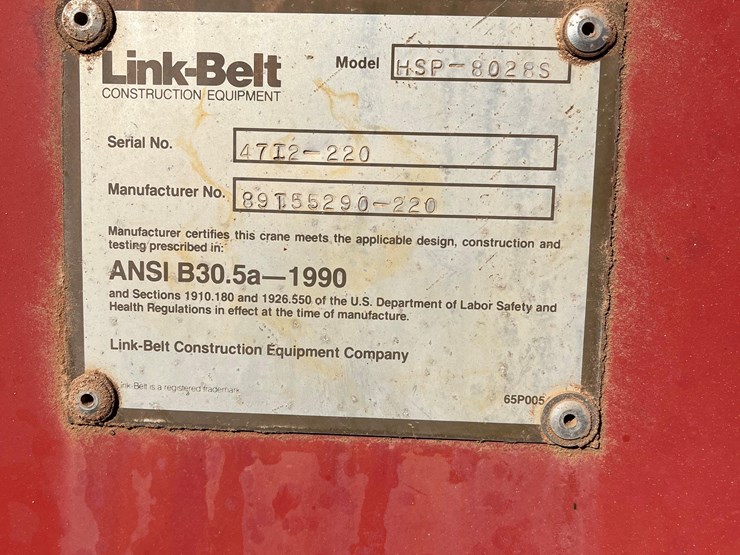 Link-Belt
CONSTRUCTION EQUIPMENT
Model HSP-8028S
Serial No. 47I2-220
Manufacturer No. 89T55290-220
Manufacturer certifies this crane meets the applicable design, construction and
testing prescribed in:
ANSI B30.5a—1990
and Sections 1910.180 and 1926.550 of the U.S. Department of Labor Safety and
Health Regulations in effect at the time of manufacture.
Link-Belt Construction Equipment Company
ink-Belt is a registered trademark
65P005